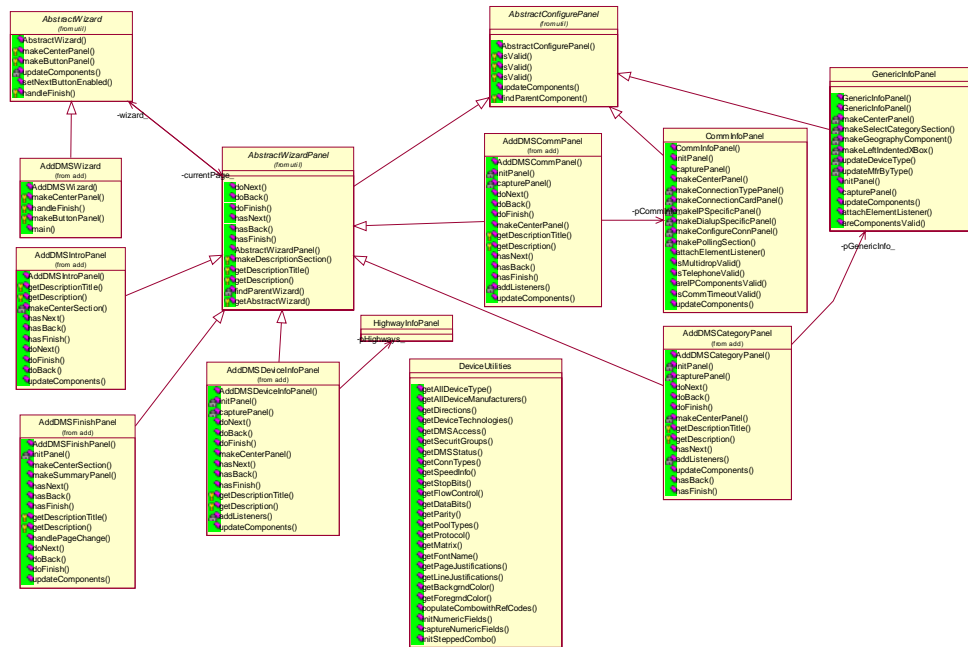 AbstractWizard
(from util)
AbstractWizard()
makeCenterPanel()
makeButtonPanel()
updateComponents()
setNextButtonEnabled()
handleFinish()
-wizard_
-currentPage_
AddDMSWizard
(from add)
AddDMSWizard()
makeCenterPanel()
handleFinish()
makeButtonPanel()
main()
AbstractWizardPanel
(from util)
doNext()
doBack()
doFinish()
hasNext()
hasBack()
hasFinish()
AbstractWizardPanel()
makeDescriptionSection()
getDescriptionTitle()
getDescription()
findParentWizard()
getAbstractWizard()
AbstractConfigurePanel
(from util)
AbstractConfigurePanel()
isValid()
isValid()
isValid()
updateComponents()
findParentComponent()
AddDMSCommPanel
(from add)
AddDMSCommPanel()
initPanel()
capturePanel()
doNext()
doBack()
doFinish()
makeCenterPanel()
getDescriptionTitle()
getDescription()
hasNext()
hasBack()
hasFinish()
addListeners()
updateComponents()
CommInfoPanel
CommInfoPanel()
initPanel()
capturePanel()
makeCenterPanel()
makeConnectionTypePanel()
makeConnectionCardPanel()
makeIPSpecificPanel()
makeDialupSpecificPanel()
makeConfigureConnPanel()
makePollingSection()
attachElementListener()
isMultidropValid()
isTelephoneValid()
areIPComponentsValid()
isCommTimeoutValid()
updateComponents()
GenericInfoPanel
GenericInfoPanel()
GenericInfoPanel()
makeCenterPanel()
makeSelectCategorySection()
makeGeographyComponent()
makeLeftIndentedXBox()
updateDeviceType()
updateMfrByType()
initPanel()
capturePanel()
updateComponents()
attachElementListener()
areComponentsValid()
-pGenericInfo_
AddDMSIntroPanel
(from add)
AddDMSIntroPanel()
getDescriptionTitle()
getDescription()
makeCenterSection()
hasNext()
hasBack()
hasFinish()
doNext()
doFinish()
doBack()
updateComponents()
HighwayInfoPanel
AddDMSDeviceInfoPanel
(from add)
AddDMSDeviceInfoPanel()
initPanel()
capturePanel()
doNext()
doBack()
doFinish()
makeCenterPanel()
hasNext()
hasBack()
hasFinish()
getDescriptionTitle()
getDescription()
addListeners()
updateComponents()
DeviceUtilities
getAllDeviceType()
getAllDeviceManufacturers()
getDirections()
getDeviceTechnologies()
getDMSAccess()
getSecuritGroups()
getDMSStatus()
getConnTypes()
getSpeedInfo()
getStopBits()
getFlowControl()
getDataBits()
getParity()
getPoolTypes()
getProtocol()
getMatrix()
getFontName()
getPageJustifications()
getLineJustifications()
getBackgrndColor()
getForegrndColor()
populateCombowithRefCodes()
initNumericFields()
captureNumericFields()
initSteppedCombo()
AddDMSCategoryPanel
(from add)
AddDMSCategoryPanel()
initPanel()
capturePanel()
doNext()
doBack()
doFinish()
makeCenterPanel()
getDescriptionTitle()
getDescription()
hasNext()
addListeners()
updateComponents()
hasBack()
hasFinish()
AddDMSFinishPanel
(from add)
AddDMSFinishPanel()
initPanel()
makeCenterSection()
makeSummaryPanel()
hasNext()
hasBack()
hasFinish()
getDescriptionTitle()
getDescription()
handlePageChange()
doNext()
doBack()
doFinish()
updateComponents()